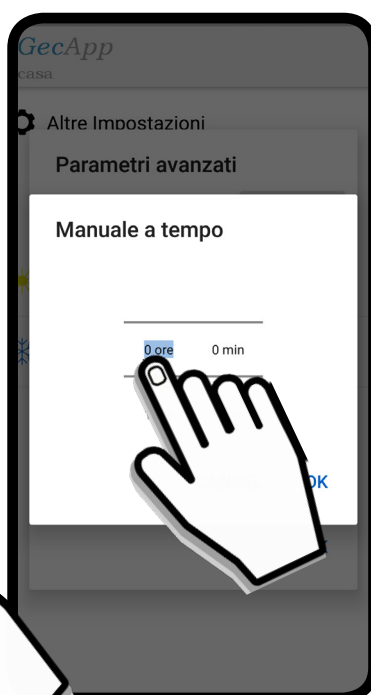 GecApp
casa
Altre Impostazioni
Parametri avanzati
Manuale a tempo
0 ore 0 min
OK